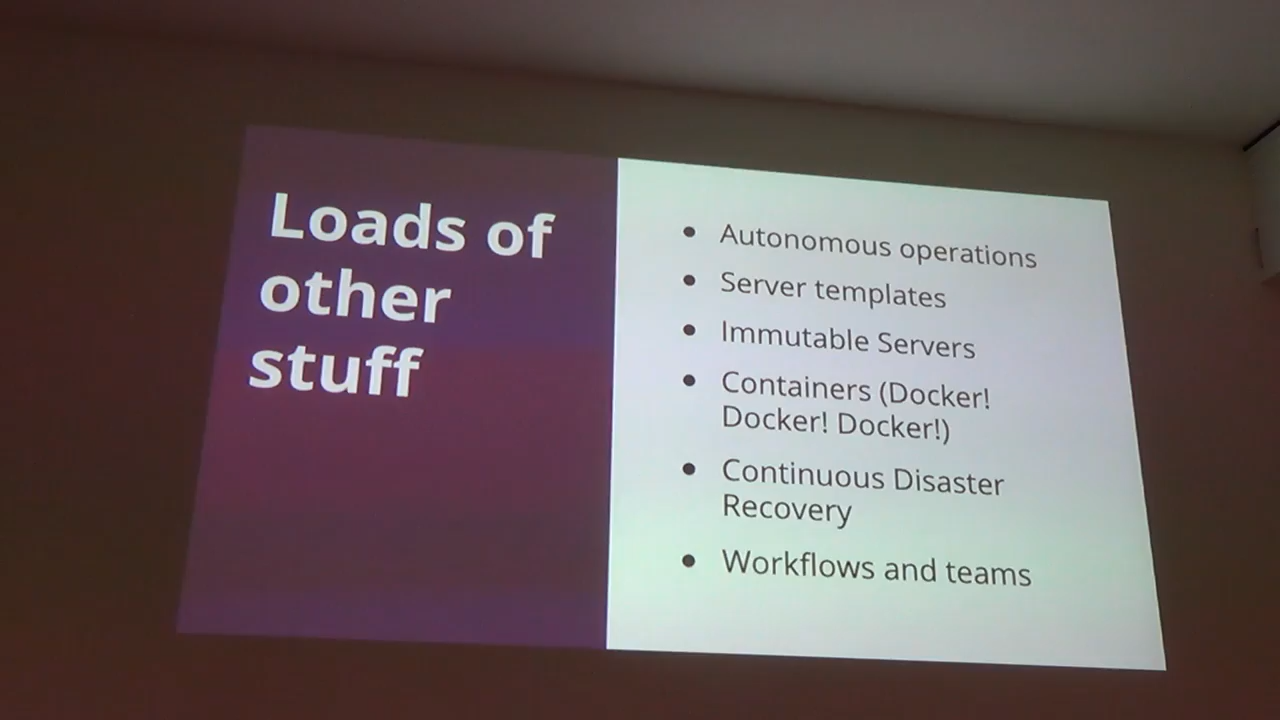 Loads of
other
stuff
• Autonomous operations
• Server templates
• Immutable Servers
• Containers (Docker!
Docker! Docker!)
• Continuous Disaster
Recovery
• Workflows and teams